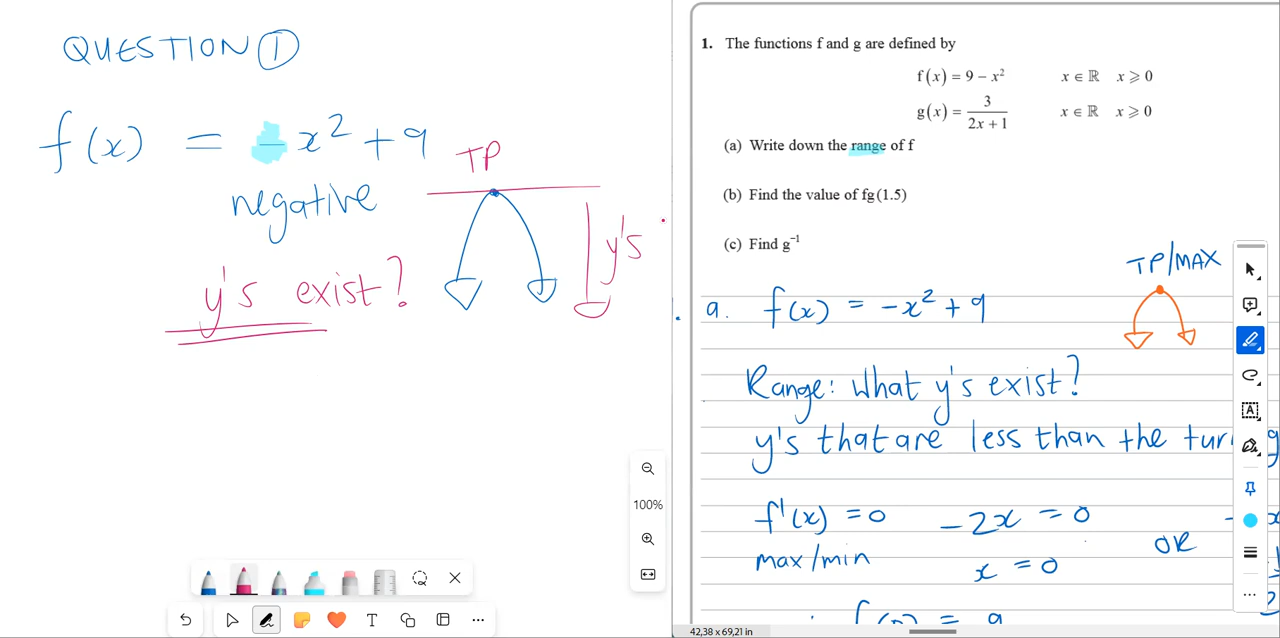 QUESTION ①
f(x) = -x² + 9
negative
TP
y's
y's exist?
100%
1. The functions f and g are defined by
f(x) = 9 − x²   x ∈ ℝ   x ⩾ 0
g(x) = 3/(2x + 1)   x ∈ ℝ   x ⩾ 0
(a) Write down the range of f
(b) Find the value of fg(1.5)
(c) Find g⁻¹
TP/MAX
a. f(x) = -x² + 9
Range: What y's exist?
y's that are less than the tur g
f'(x) = 0   -2x = 0
max/min   x = 0
OR
= 9
42,38 x 69,21 in